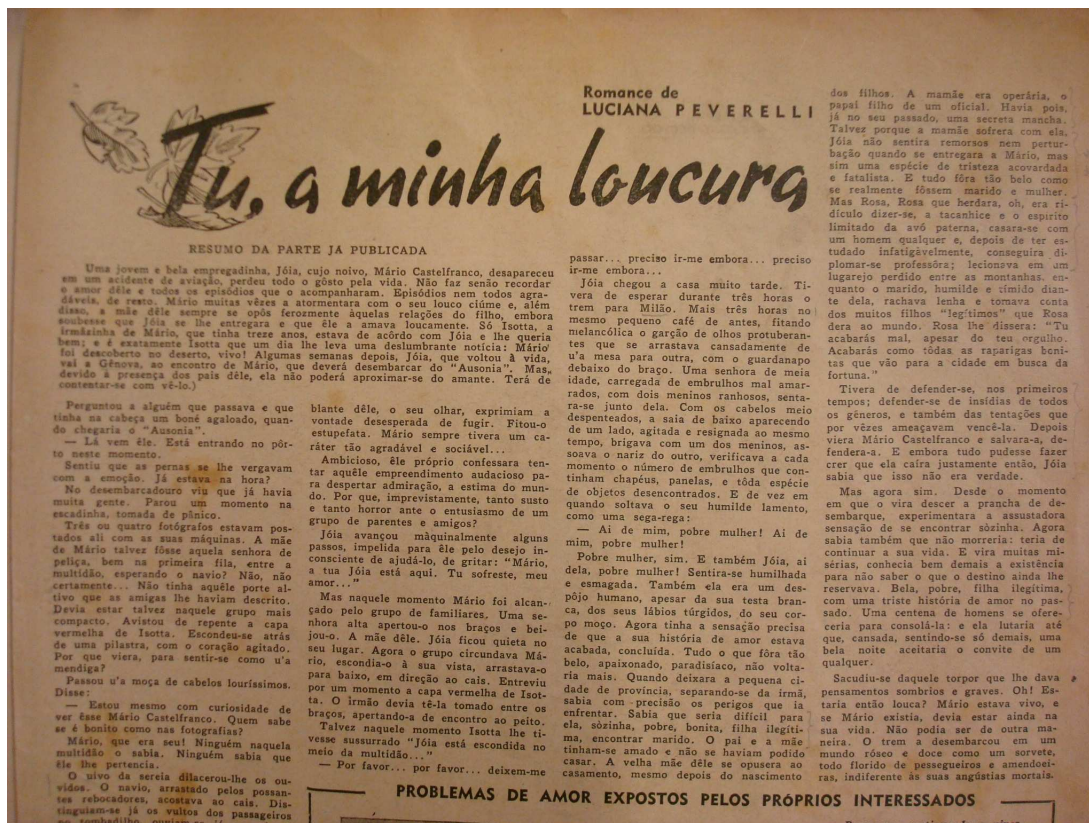 Romance de
LUCIANA PEVERELLI
Tu, a minha loucura
RESUMO DA PARTE JÁ PUBLICADA
Uma jovem e bela empregadinha, Jóia, cujo noivo, Mário Castelfranco, desapareceu
em um acidente de aviação, perdeu todo o gôsto pela vida. Não faz senão recordar
o amor dêle e todos os episódios que o acompanharam. Episódios nem todos agra-
dáveis, de resto. Mário muitas vêzes a atormentara com o seu louco ciúme e, além
disso, a mãe dêle sempre se opôs ferozmente àquelas relações do filho, embora
soubesse que Jóia se lhe entregara e que êle a amava loucamente. Só Isotta, a
irmãzinha de Mário, que tinha treze anos, estava de acôrdo com Jóia e lhe queria
bem; e é exatamente Isotta que um dia lhe leva uma deslumbrante notícia: Mário
foi descoberto no deserto, vivo! Algumas semanas depois, Jóia, que voltou à vida,
vai a Gênova, ao encontro de Mário, que deverá desembarcar do "Ausonia". Mas,
devido à presença dos pais dêle, ela não poderá aproximar-se do amante. Terá de
contentar-se com vê-lo.)
Perguntou a alguém que passava e que
tinha na cabeça um boné agaloado, quan-
do chegaria o "Ausonia".
— Lá vem êle. Está entrando no pôr-
to neste momento.
Sentiu que as pernas se lhe vergavam
com a emoção. Já estava na hora?
No desembarcadouro viu que já havia
muita gente. Parou um momento na
escadinha, tomada de pânico.
Três ou quatro fotógrafos estavam pos-
tados ali com as suas máquinas. A mãe
de Mário talvez fôsse aquela senhora de
peliça, bem na primeira fila, entre a
multidão, esperando o navio? Não, não
certamente... Não tinha aquêle porte al-
tivo que as amigas lhe haviam descrito.
Devia estar talvez naquele grupo mais
compacto. Avistou de repente a capa
vermelha de Isotta. Escondeu-se atrás
de uma pilastra, com o coração agitado.
Por que viera, para sentir-se como u'a
mendiga?
Passou u'a moça de cabelos louríssimos.
Disse:
— Estou mesmo com curiosidade de
ver êsse Mário Castelfranco. Quem sabe
se é bonito como nas fotografias?
Mário, que era seu! Ninguém naquela
multidão o sabia. Ninguém sabia que
êle lhe pertencia.
O uivo da sereia dilacerou-lhe os ou-
vidos. O navio, arrastado pelos possan-
tes rebocadores, acostava ao cais. Dis-
tinguiam-se já os vultos dos passageiros
blante dêle, o seu olhar, exprimiam a
vontade desesperada de fugir. Fitou-o
estupefata. Mário sempre tivera um ca-
ráter tão agradável e sociável...
Ambicioso, êle próprio confessara ten-
tar aquêle empreendimento audacioso pa-
ra despertar admiração, a estima do mun-
do. Por que, imprevistamente, tanto susto
e tanto horror ante o entusiasmo de um
grupo de parentes e amigos?
Jóia avançou màquinalmente alguns
passos, impelida para êle pelo desejo in-
consciente de ajudá-lo, de gritar: "Mário,
a tua Jóia está aqui. Tu sofreste, meu
amor..."
Mas naquele momento Mário foi alcan-
çado pelo grupo de familiares. Uma se-
nhora alta apertou-o nos braços e bei-
jou-o. A mãe dêle. Jóia ficou quieta no
seu lugar. Agora o grupo circundava Má-
rio, escondia-o à sua vista, arrastava-o
para baixo, em direção ao cais. Entreviu
por um momento a capa vermelha de Isot-
ta. O irmão devia tê-la tomado entre os
braços, apertando-a de encontro ao peito.
Talvez naquele momento Isotta lhe ti-
vesse sussurrado "Jóia está escondida no
meio da multidão..."
— Por favor... por favor... deixem-me
passar... preciso ir-me embora... preciso
ir-me embora...
Jóia chegou a casa muito tarde. Ti-
vera de esperar durante três horas o
trem para Milão. Mais três horas no
mesmo pequeno café de antes, fitando
melancólica o garção de olhos protuberan-
tes que se arrastava cansadamente de
u'a mesa para outra, com o guardanapo
debaixo do braço. Uma senhora de meia
idade, carregada de embrulhos mal amar-
rados, com dois meninos ranhosos, senta-
ra-se junto dela. Com os cabelos meio
despenteados, a saia de baixo aparecendo
de um lado, agitada e resignada ao mesmo
tempo, brigava com um dos meninos, as-
soava o nariz do outro, verificava a cada
momento o número de embrulhos que con-
tinham chapéus, panelas, e tôda espécie
de objetos desencontrados. E de vez em
quando soltava o seu humilde lamento,
como uma sega-rega:
— Ai de mim, pobre mulher! Ai de
mim, pobre mulher!
Pobre mulher, sim. E também Jóia, ai
dela, pobre mulher! Sentira-se humilhada
e esmagada. Também ela era um des-
pôjo humano, apesar da sua testa bran-
ca, dos seus lábios túrgidos, do seu cor-
po moço. Agora tinha a sensação precisa
de que a sua história de amor estava
acabada, concluída. Tudo o que fôra tão
belo, apaixonado, paradisíaco, não volta-
ria mais. Quando deixara a pequena ci-
dade de província, separando-se da irmã,
sabia com precisão os perigos que ia
enfrentar. Sabia que seria difícil para
ela, sòzinha, pobre, bonita, filha ilegíti-
ma, encontrar marido. O pai e a mãe
tinham-se amado e não se haviam podido
casar. A velha mãe dêle se opusera ao
casamento, mesmo depois do nascimento
dos filhos. A mamãe era operária, o
papai filho de um oficial. Havia pois,
já no seu passado, uma secreta mancha.
Talvez porque a mamãe sofrera com ela,
Jóia não sentira remorsos nem pertur-
bação quando se entregara a Mário, mas
sim uma espécie de tristeza acovardada
e fatalista. E tudo fôra tão belo como
se realmente fôssem marido e mulher.
Mas Rosa, Rosa que herdara, oh, era ri-
dículo dizer-se, a tacanhice e o espírito
limitado da avó paterna, casara-se com
um homem qualquer e, depois de ter es-
tudado infatigàvelmente, conseguira di-
plomar-se professôra; lecionava em um
lugarejo perdido entre as montanhas, en-
quanto o marido, humilde e tímido dian-
te dela, rachava lenha e tomava conta
dos muitos filhos "legítimos" que Rosa
dera ao mundo. Rosa lhe dissera: "Tu
acabarás mal, apesar do teu orgulho.
Acabarás como tôdas as raparigas boni-
tas que vão para a cidade em busca da
fortuna."
Tivera de defender-se, nos primeiros
tempos; defender-se de insídias de todos
os gêneros, e também das tentações que
por vêzes ameaçavam vencê-la. Depois
viera Mário Castelfranco e salvara-a, de-
fendera-a. E embora tudo pudesse fazer
crer que ela caíra justamente então, Jóia
sabia que isso não era verdade.
Mas agora sim. Desde o momento
em que o vira descer a prancha de de-
sembarque, experimentara a assustadora
sensação de se encontrar sòzinha. Agora
sabia também que não morreria: teria de
continuar a sua vida. E vira muitas mi-
sérias, conhecia bem demais a existência
para não saber o que o destino ainda lhe
reservava. Bela, pobre, filha ilegítima,
com uma triste história de amor no pas-
sado. Uma centena de homens se ofere-
ceria para consolá-la: e ela lutaria até
que, cansada, sentindo-se só demais, uma
bela noite aceitaria o convite de um
qualquer.
Sacudiu-se daquele torpor que lhe dava
pensamentos sombrios e graves. Oh! Es-
taria então louca? Mário estava vivo, e
se Mário existia, devia estar ainda na
sua vida. Não podia ser de outra ma-
neira. O trem a desembarcou em um
mundo róseo e doce como um sorvete,
todo florido de pessegueiros e amendoei-
ras, indiferente às suas angústias mortais.
PROBLEMAS DE AMOR EXPOSTOS PELOS PRÓPRIOS INTERESSADOS